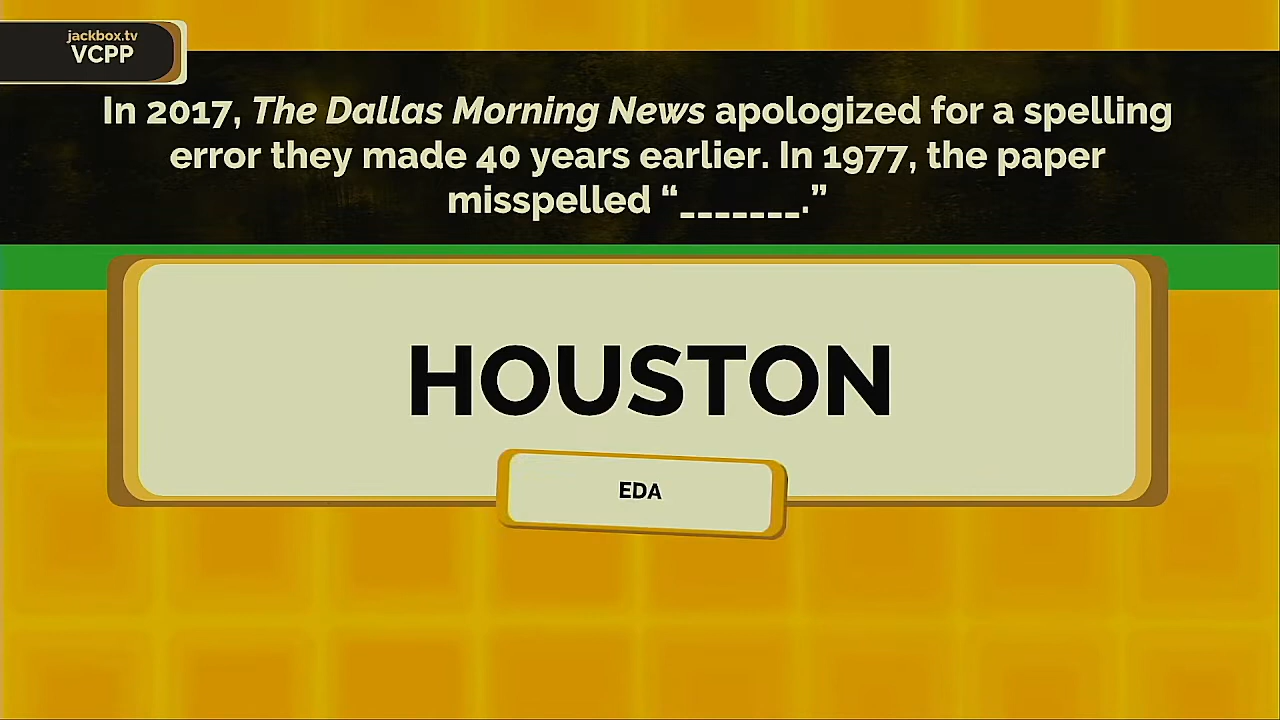 jackbox.tv
VCPP
In 2017, The Dallas Morning News apologized for a spelling
error they made 40 years earlier. In 1977, the paper
misspelled “_______.”
HOUSTON
EDA